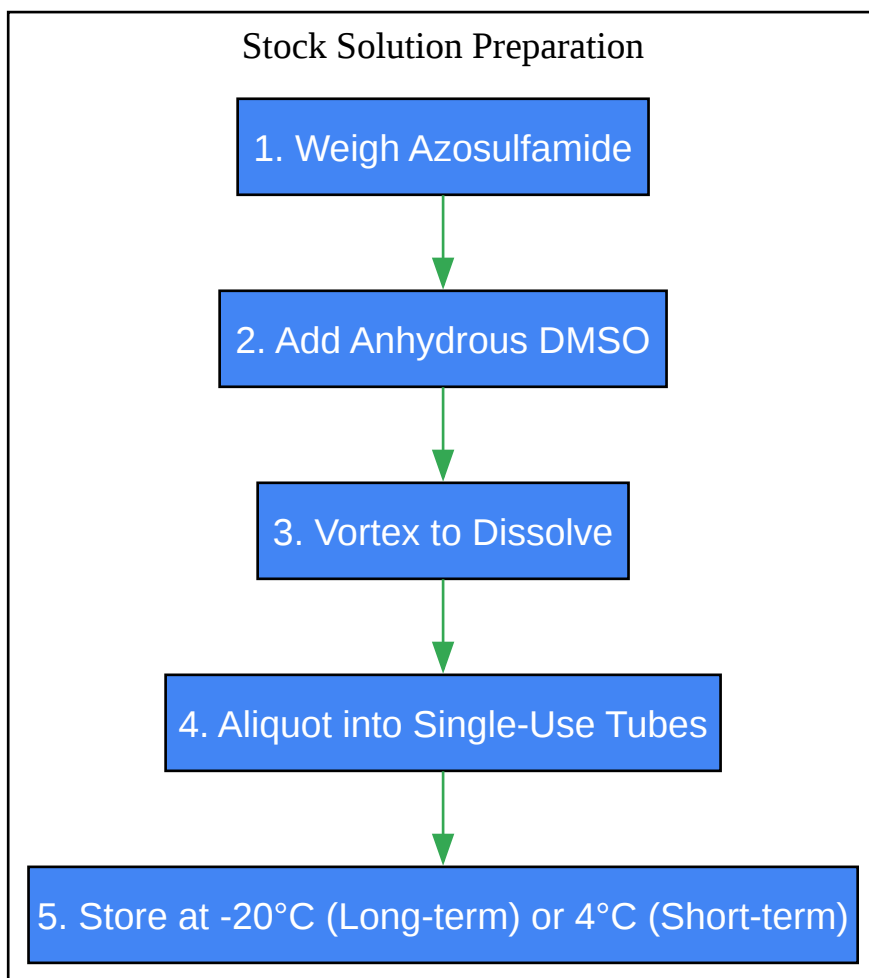 Stock Solution Preparation
1. Weigh Azosulfamide
2. Add Anhydrous DMSO
3. Vortex to Dissolve
4. Aliquot into Single-Use Tubes
5. Store at -20°C (Long-term) or 4°C (Short-term)